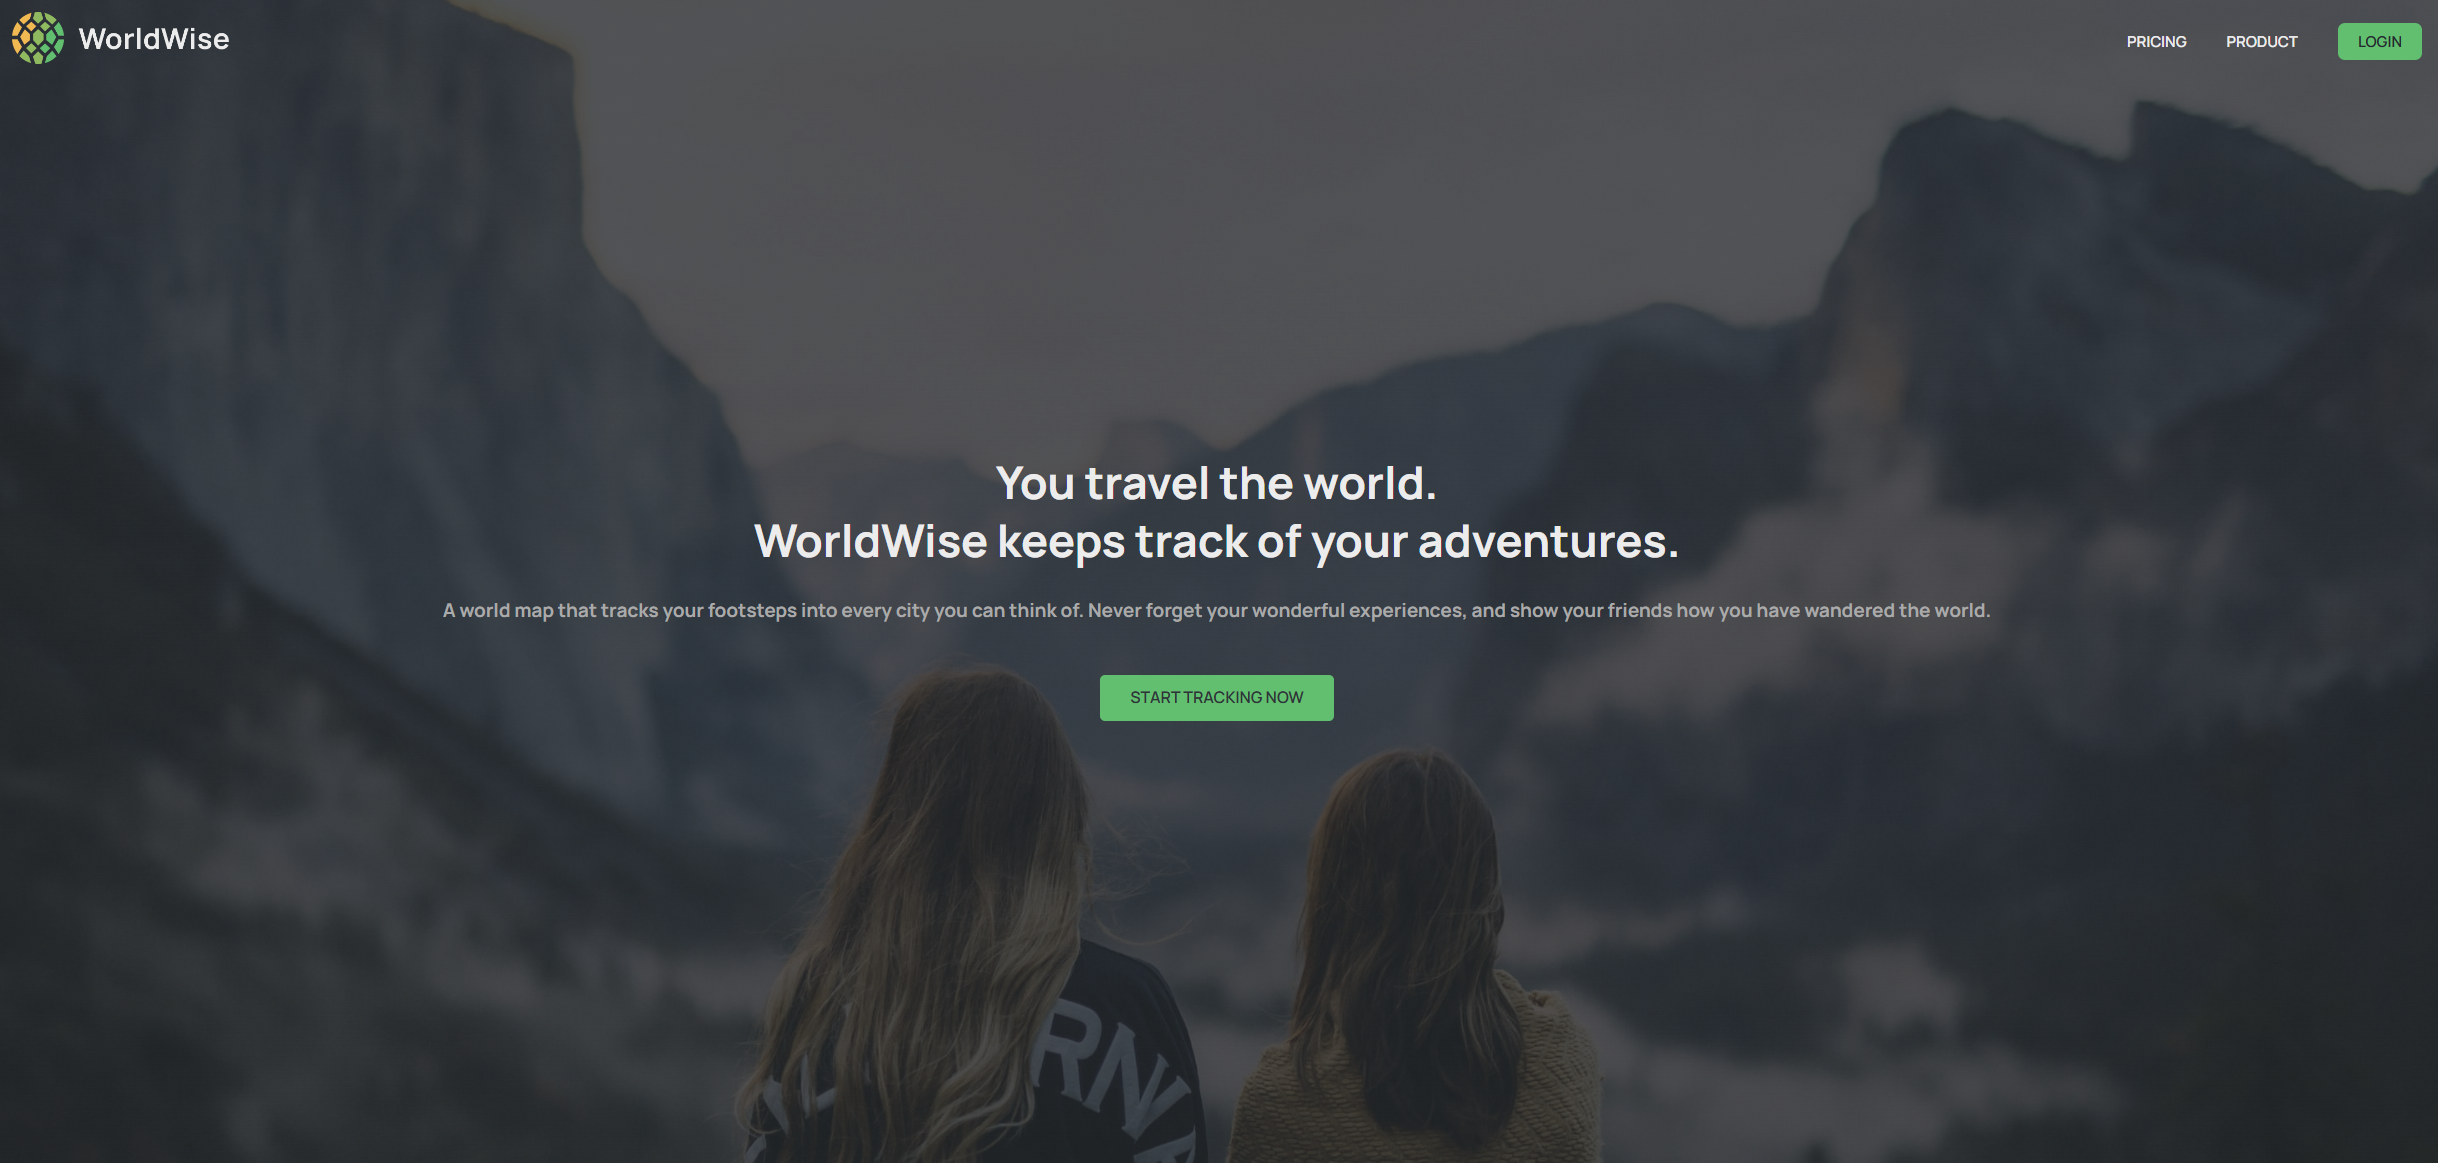 WorldWise
PRICING
PRODUCT
LOGIN
You travel the world.
WorldWise keeps track of your adventures.
A world map that tracks your footsteps into every city you can think of. Never forget your wonderful experiences, and show your friends how you have wandered the world.
START TRACKING NOW